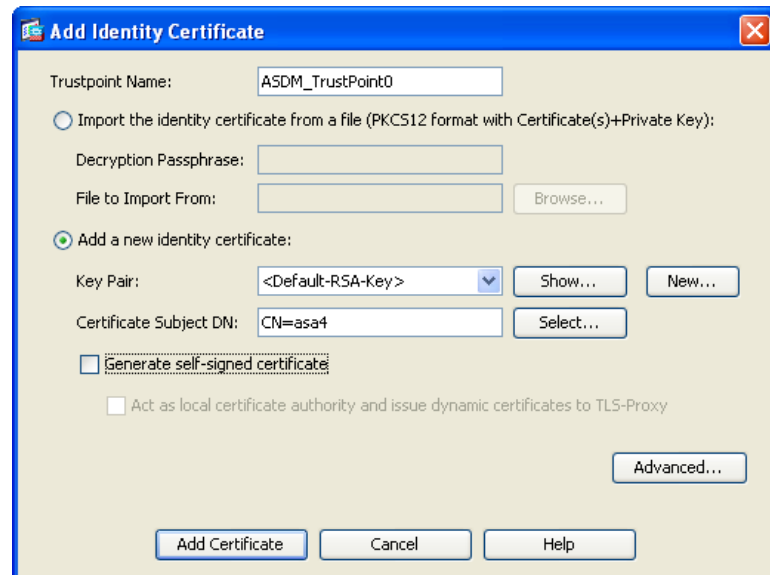 Add Identity Certificate
Trustpoint Name: ASDM_TrustPoint0
Import the identity certificate from a file (PKCS12 format with Certificate(s)+Private Key):
Decryption Passphrase:
File to Import From: Browse...
Add a new identity certificate:
Key Pair: <Default-RSA-Key> Show... New...
Certificate Subject DN: CN=asa4 Select...
Generate self-signed certificate
Act as local certificate authority and issue dynamic certificates to TLS-Proxy
Advanced...
Add Certificate Cancel Help